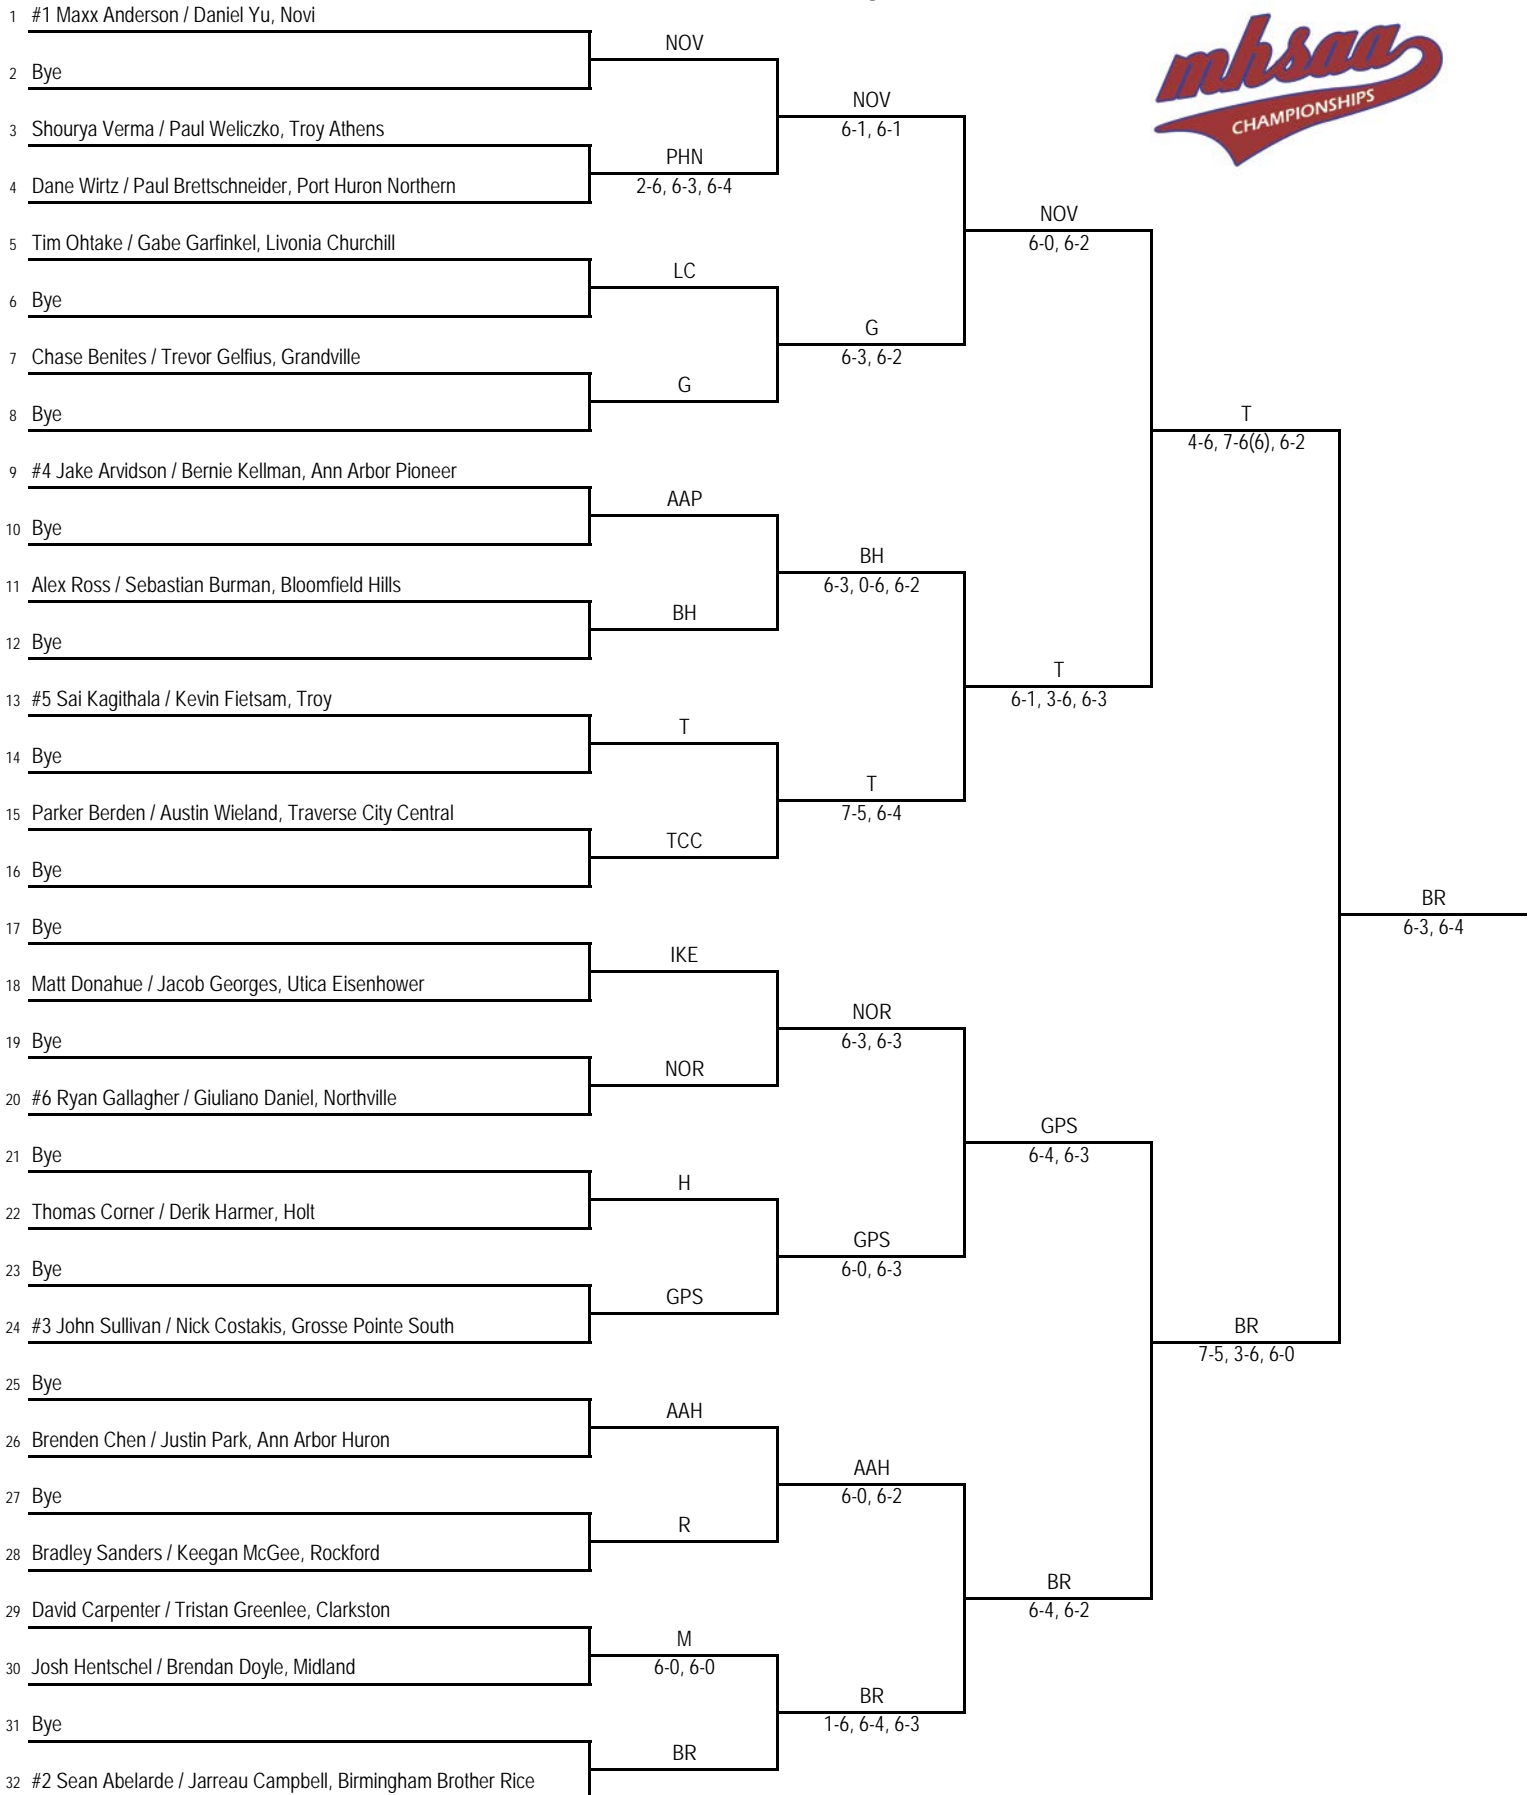 1 #1 Maxx Anderson / Daniel Yu, Novi
NOV
2 Bye
NOV
6-1, 6-1
3 Shourya Verma / Paul Weliczko, Troy Athens
PHN
2-6, 6-3, 6-4
4 Dane Wirtz / Paul Brettschneider, Port Huron Northern
NOV
6-0, 6-2
5 Tim Ohtake / Gabe Garfinkel, Livonia Churchill
LC
6 Bye
G
6-3, 6-2
7 Chase Benites / Trevor Gelfius, Grandville
G
8 Bye
T
4-6, 7-6(6), 6-2
9 #4 Jake Arvidson / Bernie Kellman, Ann Arbor Pioneer
AAP
10 Bye
BH
6-3, 0-6, 6-2
11 Alex Ross / Sebastian Burman, Bloomfield Hills
BH
12 Bye
T
6-1, 3-6, 6-3
13 #5 Sai Kagithala / Kevin Fietsam, Troy
T
14 Bye
T
7-5, 6-4
15 Parker Berden / Austin Wieland, Traverse City Central
TCC
16 Bye
BR
6-3, 6-4
17 Bye
IKE
18 Matt Donahue / Jacob Georges, Utica Eisenhower
NOR
6-3, 6-3
19 Bye
NOR
20 #6 Ryan Gallagher / Giuliano Daniel, Northville
GPS
6-4, 6-3
21 Bye
H
22 Thomas Corner / Derik Harmer, Holt
GPS
6-0, 6-3
23 Bye
GPS
24 #3 John Sullivan / Nick Costakis, Grosse Pointe South
BR
7-5, 3-6, 6-0
25 Bye
AAH
26 Brenden Chen / Justin Park, Ann Arbor Huron
AAH
6-0, 6-2
27 Bye
R
28 Bradley Sanders / Keegan McGee, Rockford
BR
6-4, 6-2
29 David Carpenter / Tristan Greenlee, Clarkston
M
6-0, 6-0
30 Josh Hentschel / Brendan Doyle, Midland
BR
1-6, 6-4, 6-3
31 Bye
BR
32 #2 Sean Abelarde / Jarreau Campbell, Birmingham Brother Rice
mhsaa
CHAMPIONSHIPS